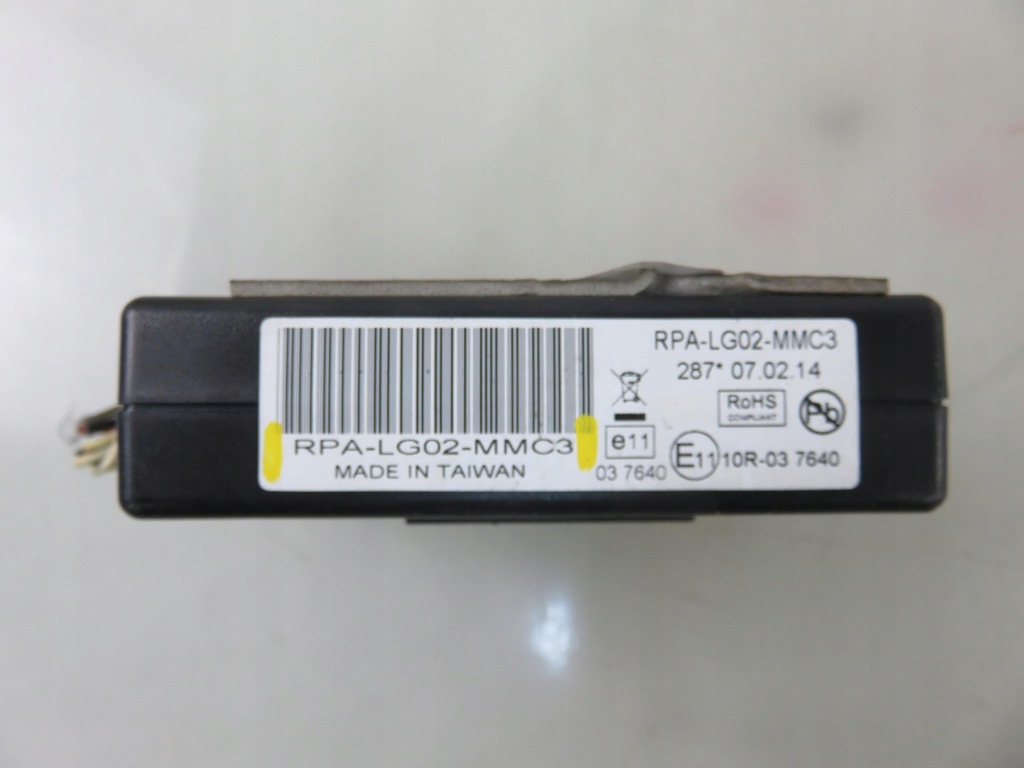 RPA-LG02-MMC3
MADE IN TAIWAN
e11
03 7640
RPA-LG02-MMC3
287* 07.02.14
RoHS
COMPLIANT
Pb
E11 10R-03 7640